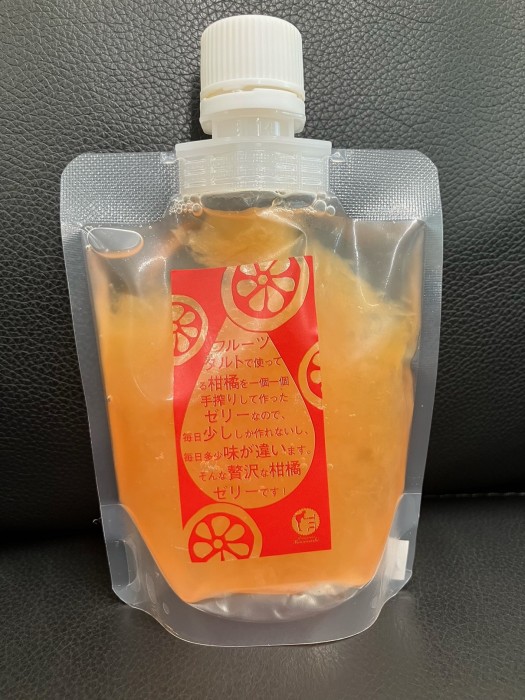 フルーツ
タルトで使って
る柑橘を一個一個
手搾りして作った
ゼリーなので、
毎日少ししか作れないし、
毎日多少味が違います。
そんな贅沢な柑橘
ゼリーです！